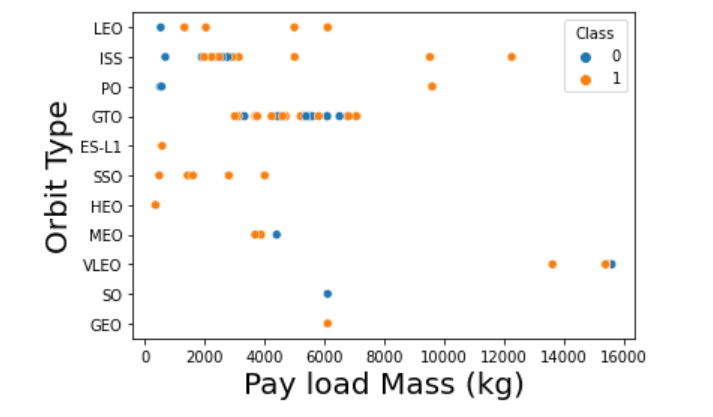 LEO
ISS
PO
GTO
ES-L1
SSO
HEO
MEO
VLEO
SO
GEO
Orbit Type
Class
0
1
0 2000 4000 6000 8000 10000 12000 14000 16000
Pay load Mass (kg)